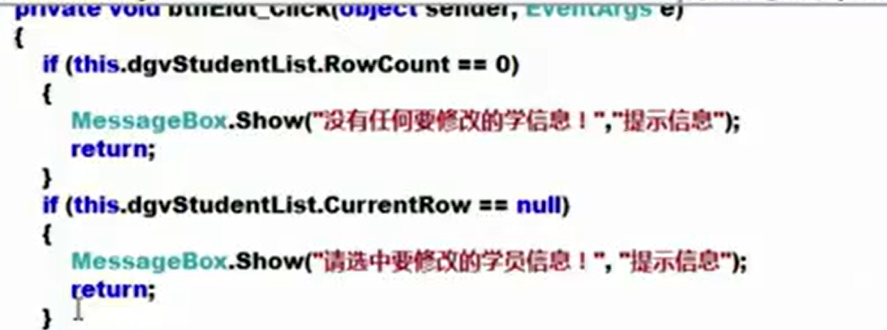 private void btnEidt_Click(object sender, EventArgs e)
{
if (this.dgvStudentList.RowCount == 0)
{
MessageBox.Show("没有任何要修改的学信息！","提示信息");
return;
}
if (this.dgvStudentList.CurrentRow == null)
{
MessageBox.Show("请选中要修改的学员信息！", "提示信息");
return;
}